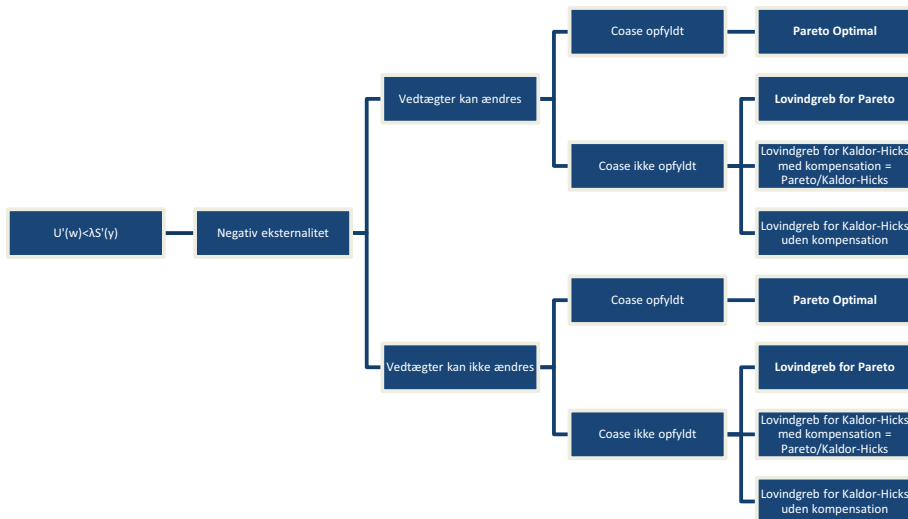 U'(w)<λS'(y)
Negativ eksternalitet
Vedtægter kan ændres
Coase opfyldt
Pareto Optimal
Coase ikke opfyldt
Lovindgreb for Pareto
Lovindgreb for Kaldor-Hicks
med kompensation =
Pareto/Kaldor-Hicks
Lovindgreb for Kaldor-Hicks
uden kompensation
Vedtægter kan ikke ændres
Coase opfyldt
Pareto Optimal
Coase ikke opfyldt
Lovindgreb for Pareto
Lovindgreb for Kaldor-Hicks
med kompensation =
Pareto/Kaldor-Hicks
Lovindgreb for Kaldor-Hicks
uden kompensation